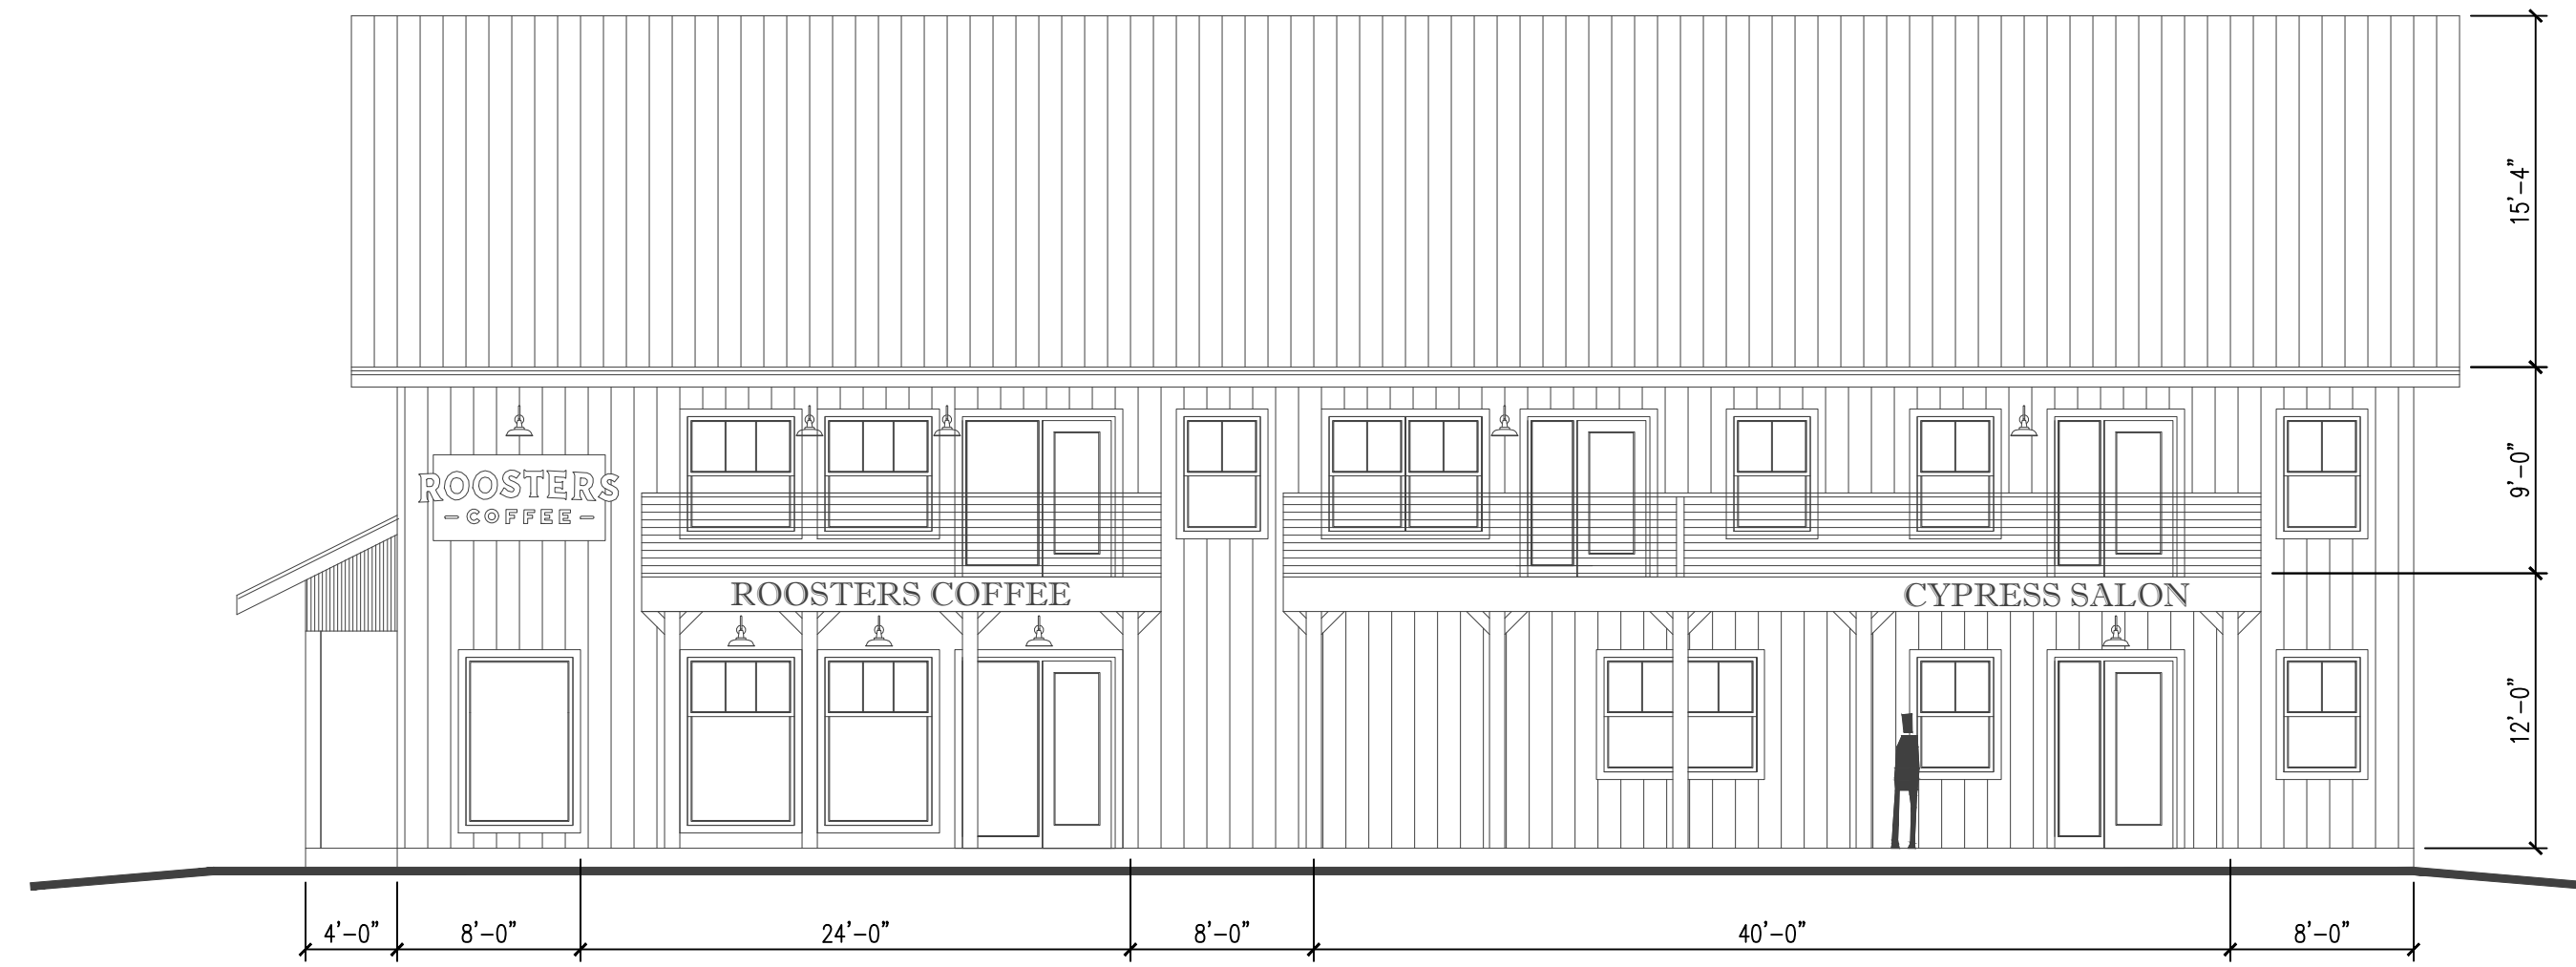 15'-4"
ROOSTERS
-COFFEE-
9'-0"
ROOSTERS COFFEE
CYPRESS SALON
12'-0"
4'-0"
8'-0"
24'-0"
8'-0"
40'-0"
8'-0"